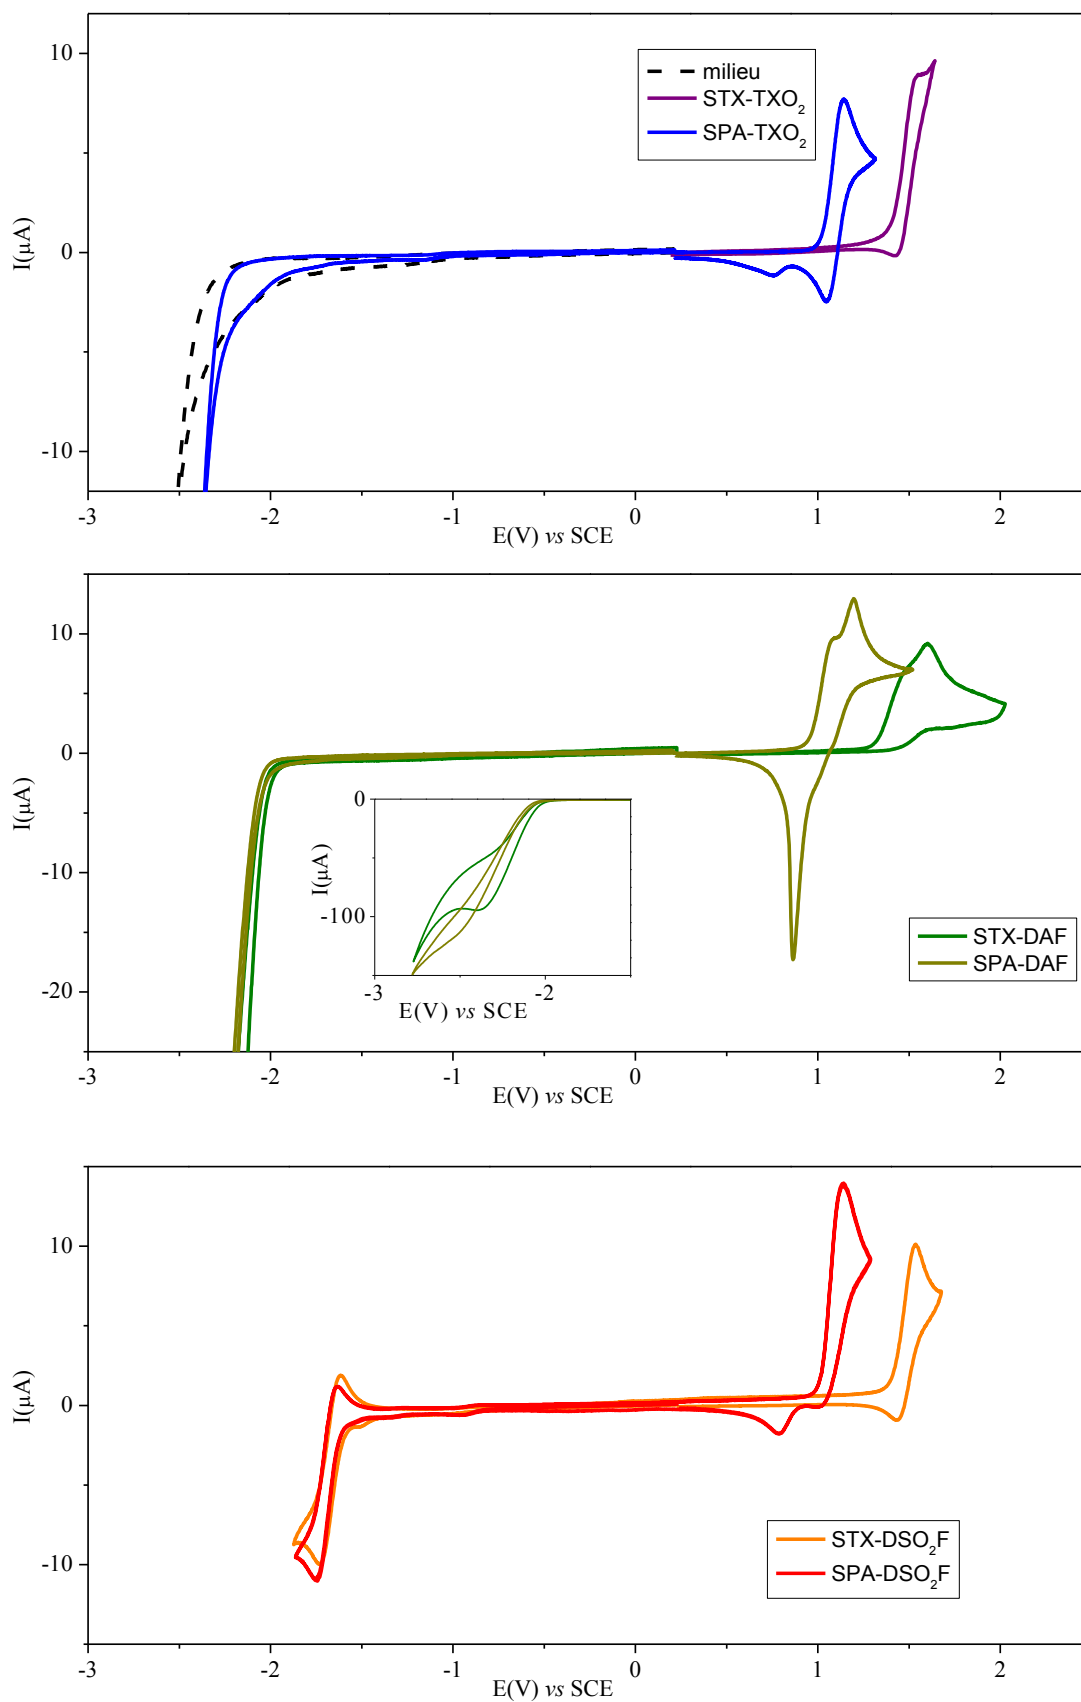 10
milieu
STX-TXO2
SPA-TXO2
I(µA)
0
-10
-3 -2 -1 0 1 2
E(V) vs SCE
10
0
I(µA)
0
I(µA)
-100
-10
STX-DAF
SPA-DAF
-20
-3 -2
E(V) vs SCE
-3 -2 -1 0 1 2
E(V) vs SCE
10
I(µA)
0
STX-DSO2F
SPA-DSO2F
-10
-3 -2 -1 0 1 2
E(V) vs SCE